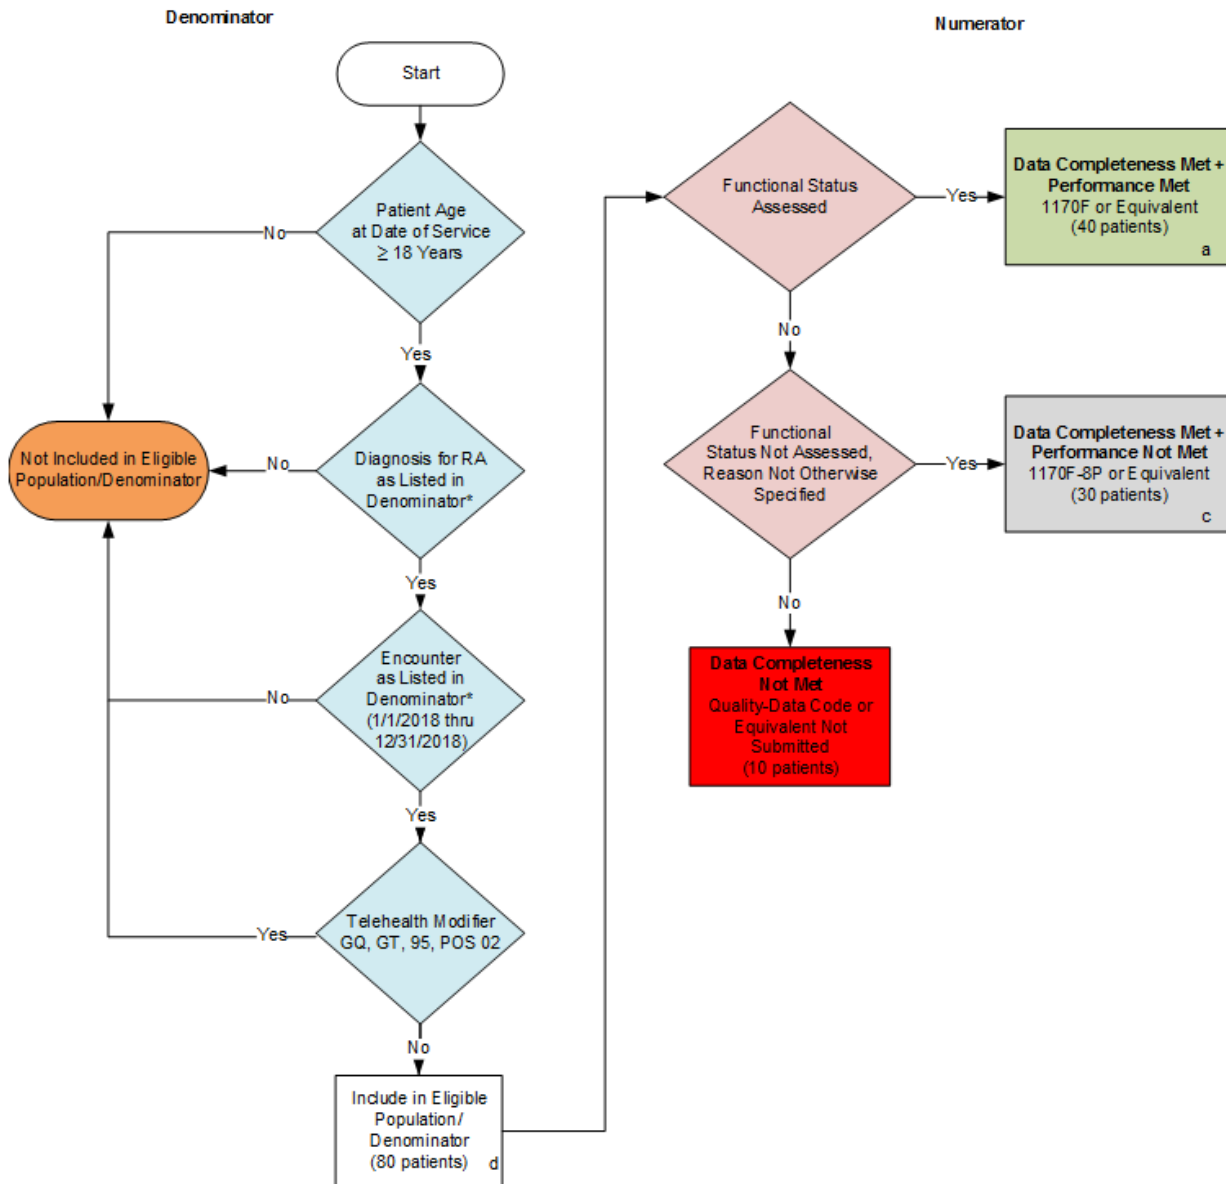 Denominator
Numerator
Start
Patient Age
at Date of Service
≥ 18 Years
No
Yes
Diagnosis for RA
as Listed in
Denominator*
No
Not Included in Eligible
Population/Denominator
Yes
Encounter
as Listed in
Denominator*
(1/1/2018 thru
12/31/2018)
No
Yes
Telehealth Modifier
GQ, GT, 95, POS 02
Yes
No
Include in Eligible
Population/
Denominator
(80 patients)
d
Functional Status
Assessed
Yes
Data Completeness Met +
Performance Met
1170F or Equivalent
(40 patients)
a
No
Functional
Status Not Assessed,
Reason Not Otherwise
Specified
Yes
Data Completeness Met +
Performance Not Met
1170F-8P or Equivalent
(30 patients)
c
No
Data Completeness
Not Met
Quality-Data Code or
Equivalent Not
Submitted
(10 patients)